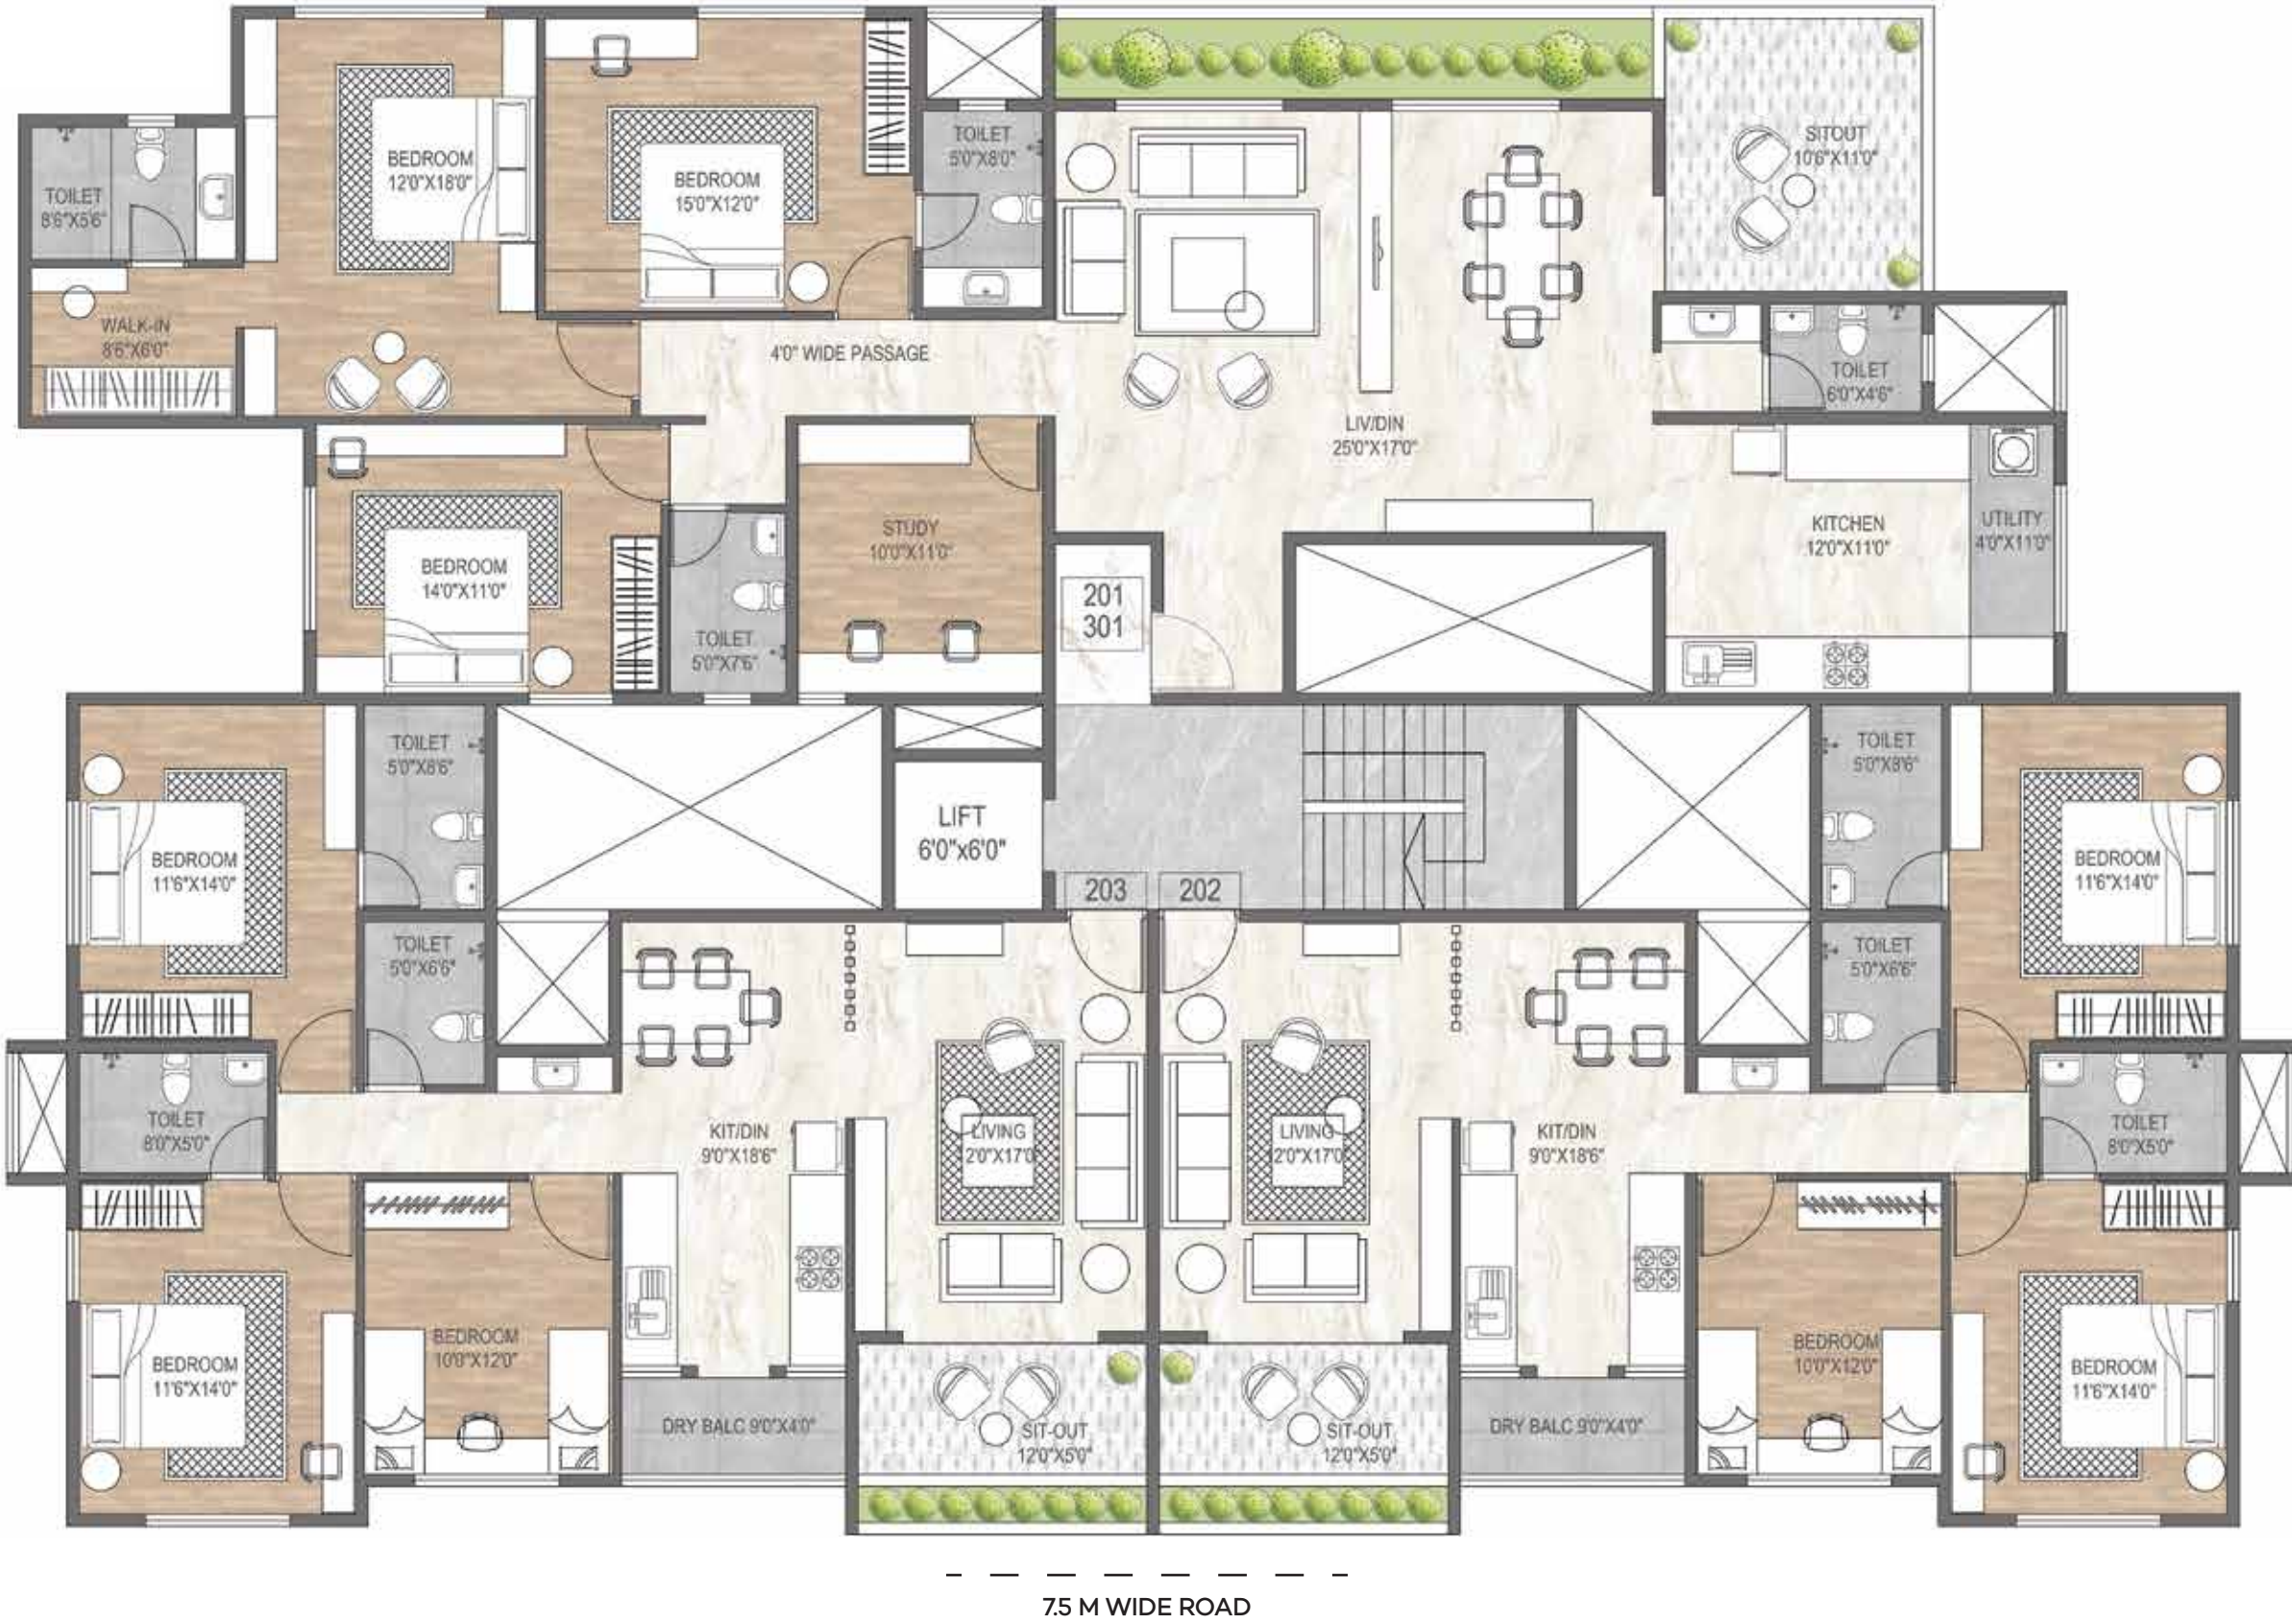 BEDROOM
12'0"X18'0"
BEDROOM
15'0"X12'0"
TOILET
5'0"X8'0"
SITOUT
10'6"X11'0"
TOILET
8'6"X5'6"
WALK-IN
8'6"X6'0"
4'0" WIDE PASSAGE
TOILET
6'0"X4'6"
LIV/DIN
25'0"X17'0"
BEDROOM
14'0"X11'0"
STUDY
10'0"X11'0"
KITCHEN
12'0"X11'0"
UTILITY
4'0"X11'0"
TOILET
5'0"X7'6"
201
301
TOILET
5'0"X8'6"
LIFT
6'0"x6'0"
TOILET
5'0"X8'6"
BEDROOM
11'6"X14'0"
203
202
BEDROOM
11'6"X14'0"
TOILET
5'0"X6'6"
TOILET
5'0"X6'6"
TOILET
8'0"X5'0"
KIT/DIN
9'0"X18'6"
LIVING
2'0"X17'0
LIVING
2'0"X17'0
KIT/DIN
9'0"X18'6"
TOILET
8'0"X5'0"
BEDROOM
11'6"X14'0"
BEDROOM
10'0"X12'0"
BEDROOM
10'0"X12'0"
BEDROOM
11'6"X14'0"
DRY BALC 9'0"X4'0"
SIT-OUT
12'0"X5'0"
SIT-OUT
12'0"X5'0"
DRY BALC 9'0"X4'0"
7.5 M WIDE ROAD